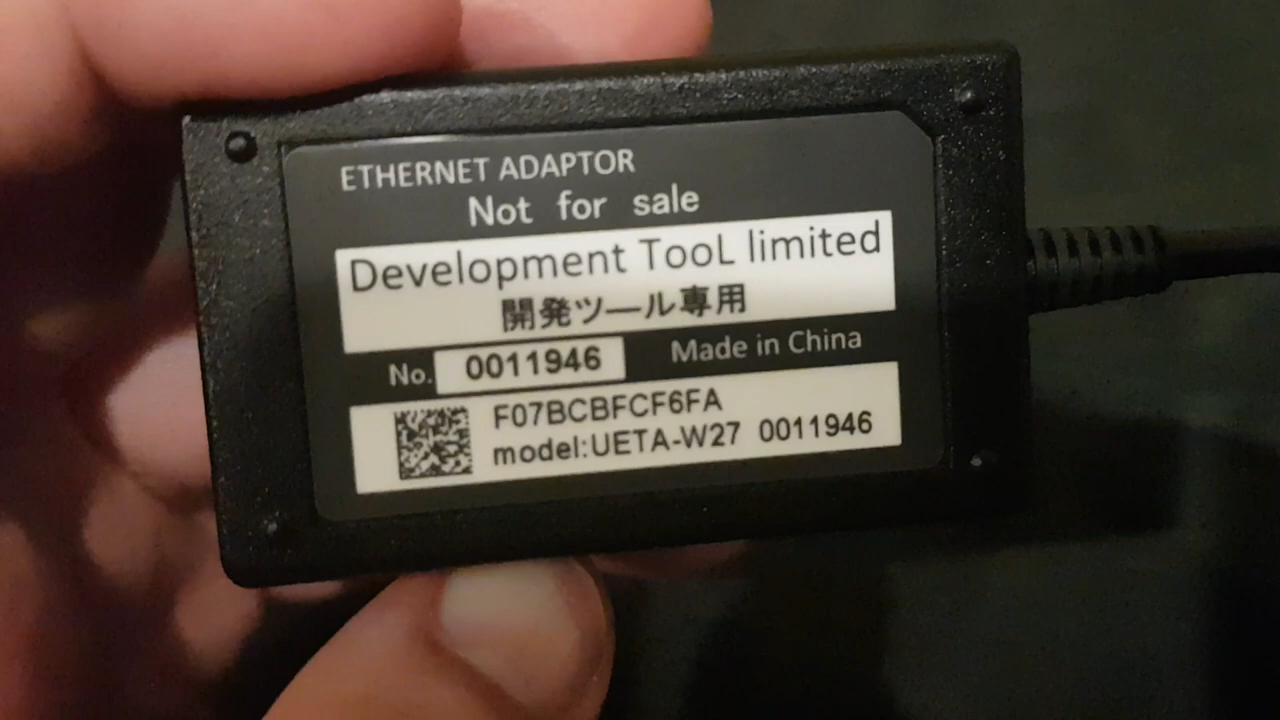 ETHERNET ADAPTOR
Not for sale
Development TooL limited
開発ツール専用
No. 0011946 Made in China
F07BCBFCF6FA
model:UETA-W27 0011946